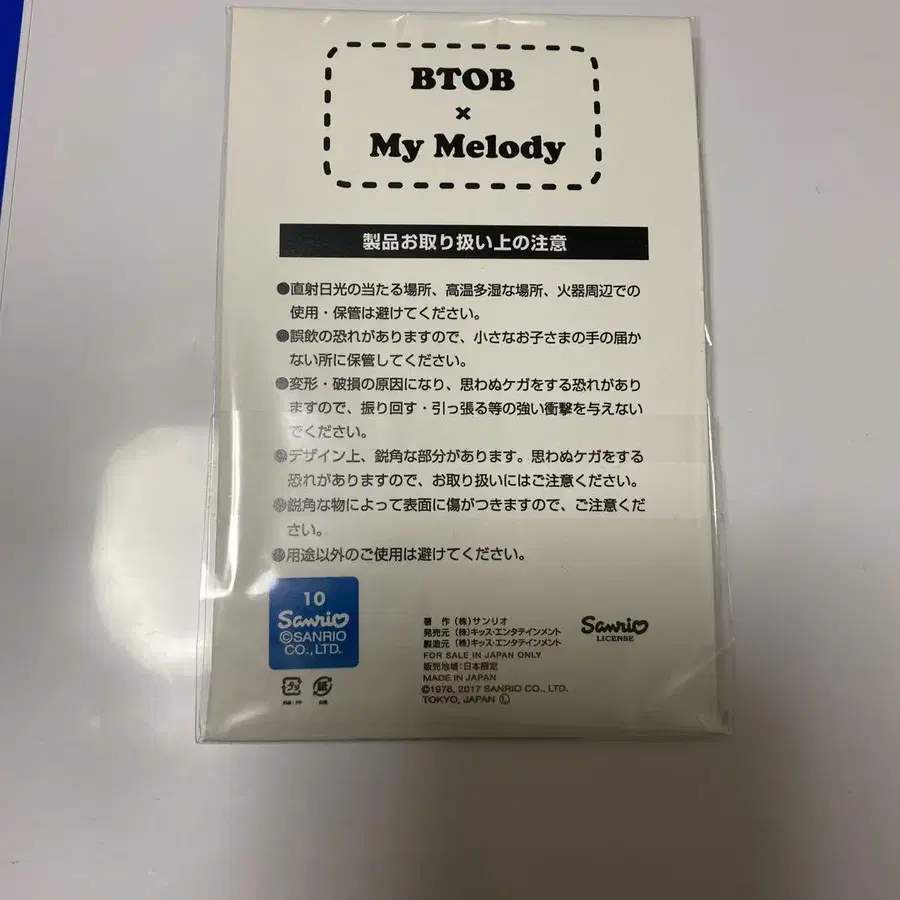 BTOB
×
My Melody
製品お取り扱い上の注意
●直射日光の当たる場所、高温多湿な場所、火器周辺での
使用・保管は避けてください。
●誤飲の恐れがありますので、小さなお子さまの手の届か
ない所に保管してください。
●変形・破損の原因になり、思わぬケガをする恐れがあり
ますので、振り回す・引っ張る等の強い衝撃を与えない
でください。
●デザイン上、鋭角な部分があります。思わぬケガをする
恐れがありますので、お取り扱いにはご注意ください。
●鋭角な物によって表面に傷がつきますので、ご注意くだ
さい。
●用途以外のご使用は避けてください。
10
Sanrio
©SANRIO
CO.,LTD.
著 作 (株)サンリオ
発売元 (株)キッス・エンタテインメント
製造元 (株)キッス・エンタテインメント
FOR SALE IN JAPAN ONLY
販売地域:日本限定
MADE IN JAPAN
©1976, 2017 SANRIO CO., LTD.
TOKYO, JAPAN Ⓛ
Sanrio
LICENSE
プラ
紙